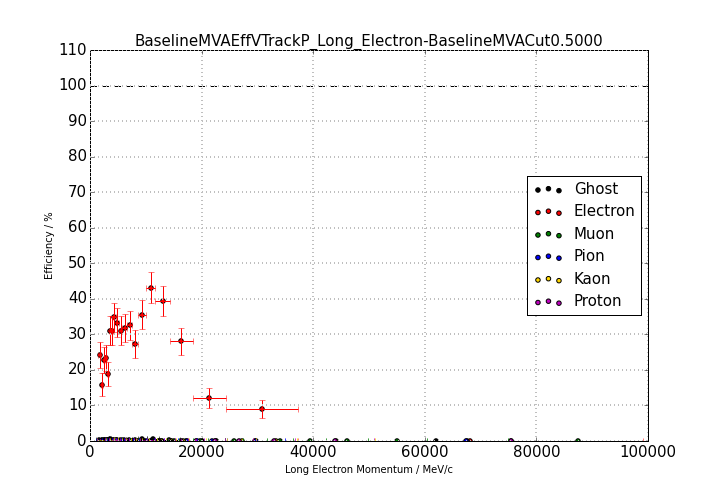 BaselineMVAEffVTrackP_Long_Electron-BaselineMVACut0.5000
110
100
90
80
70
60
50
40
30
20
10
0
Efficiency / %
Ghost
Electron
Muon
Pion
Kaon
Proton
0 20000 40000 60000 80000 100000
Long Electron Momentum / MeV/c